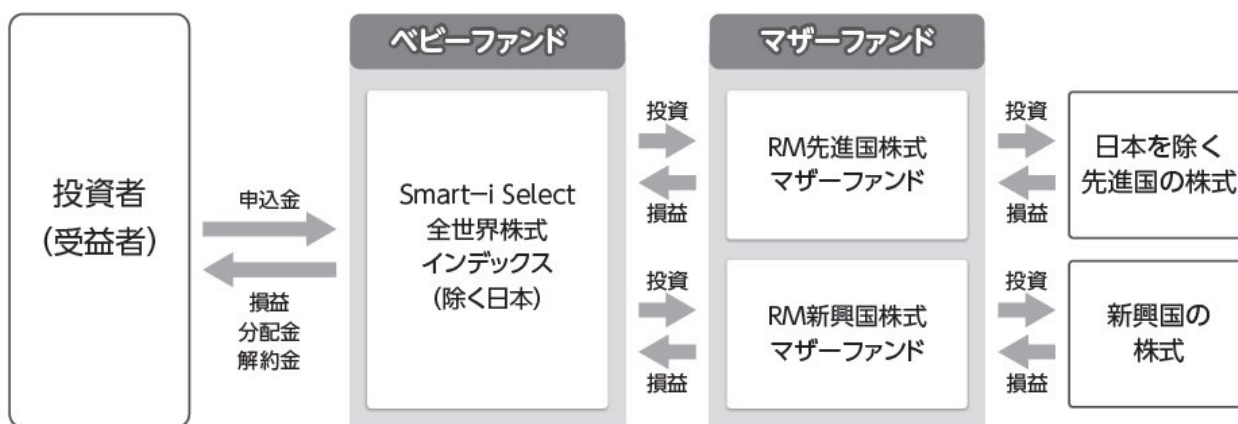 投資者
(受益者)
申込金
損益
分配金
解約金
ベビーファンド
Smart-i Select
全世界株式
インデックス
(除く日本)
投資
損益
投資
損益
マザーファンド
RM先進国株式
マザーファンド
RM新興国株式
マザーファンド
投資
損益
投資
損益
日本を除く
先進国の株式
新興国の
株式